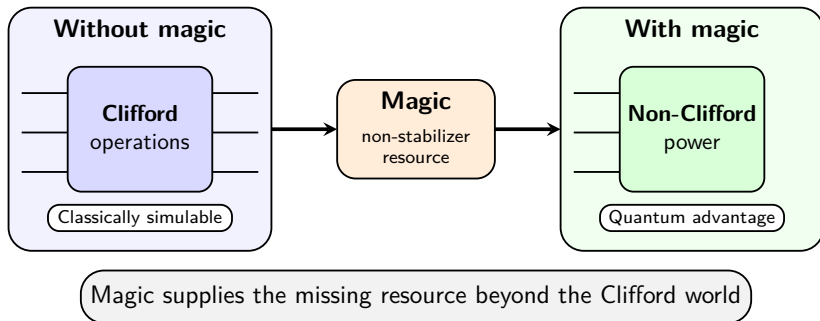 Without magic
Clifford
operations
Classically simulable
Magic
non-stabilizer
resource
With magic
Non-Clifford
power
Quantum advantage
Magic supplies the missing resource beyond the Clifford world